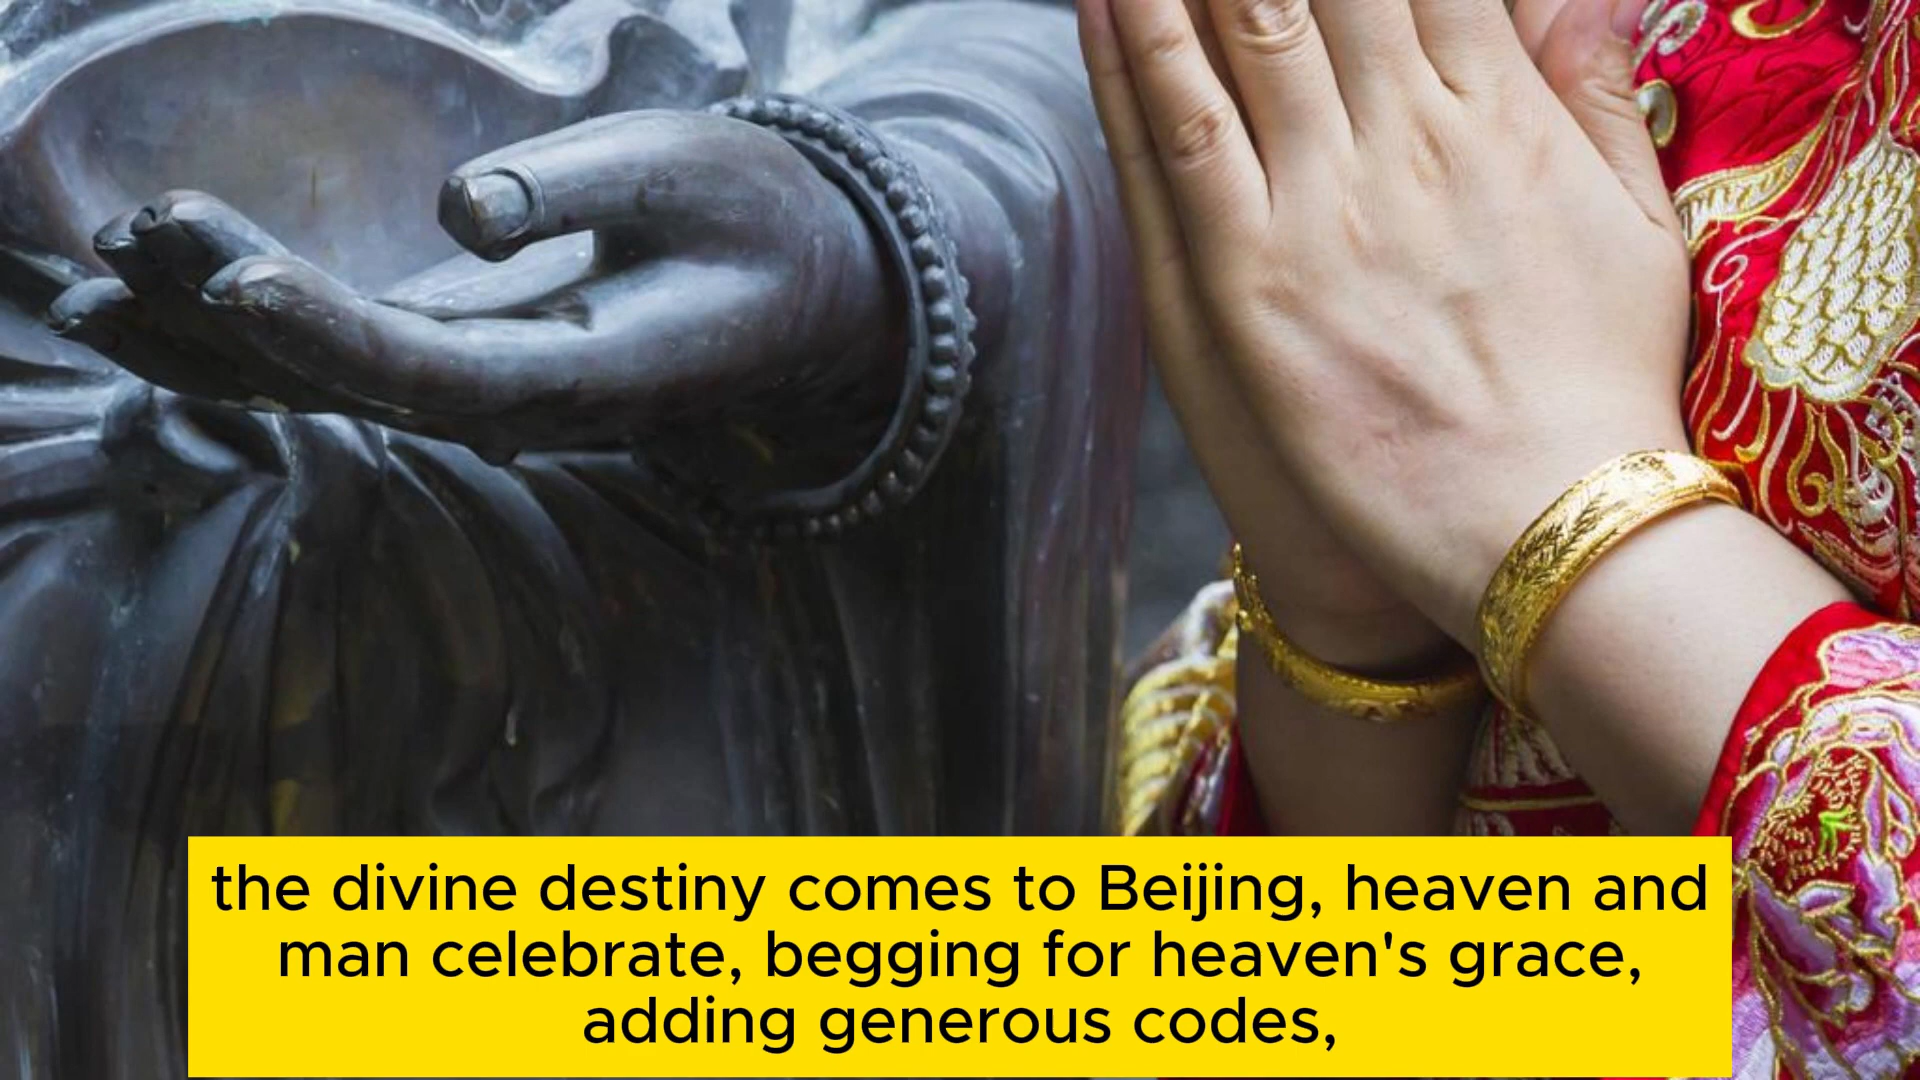 the divine destiny comes to Beijing, heaven and
man celebrate, begging for heaven's grace,
adding generous codes,